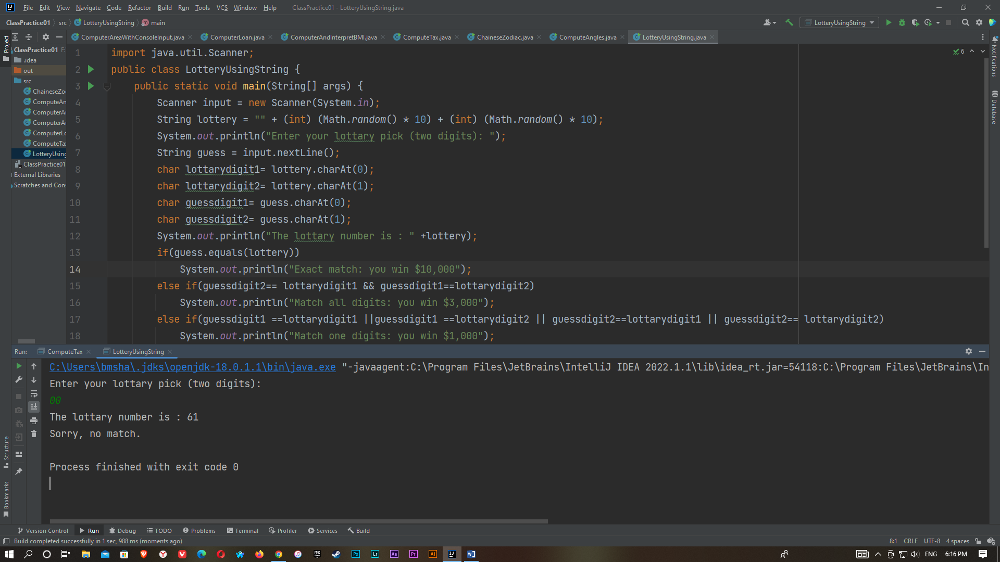 File Edit View Navigate Code Refactor Build Run Tools VCS Window Help ClassPractice01 - LotteryUsingString.java
ClassPractice01 src LotteryUsingString main LotteryUsingString
Project
ComputerAreaWithConsoleInput.java ComputerLoan.java ComputerAndInterpretBMI.java ComputeTax.java ChaineseZodiac.java ComputeAngles.java LotteryUsingString.java
Notifications
Database
ClassPractice01 F:
.idea
out
src
ChaineseZo
ComputeAn
ComputerAr
ComputerAr
ComputerLo
ComputeTax
LotteryUsing
ClassPractice01
External Libraries
Scratches and Cons
6
1 import java.util.Scanner;
2 public class LotteryUsingString {
3 public static void main(String[] args) {
4 Scanner input = new Scanner(System.in);
5 String lottery = "" + (int) (Math.random() * 10) + (int) (Math.random() * 10);
6 System.out.println("Enter your lottary pick (two digits): ");
7 String guess = input.nextLine();
8 char lottarydigit1= lottery.charAt(0);
9 char lottarydigit2= lottery.charAt(1);
10 char guessdigit1= guess.charAt(0);
11 char guessdigit2= guess.charAt(1);
12 System.out.println("The lottary number is : " +lottery);
13 if(guess.equals(lottery))
14 System.out.println("Exact match: you win $10,000");
15 else if(guessdigit2== lottarydigit1 && guessdigit1==lottarydigit2)
16 System.out.println("Match all digits: you win $3,000");
17 else if(guessdigit1 ==lottarydigit1 ||guessdigit1 ==lottarydigit2 || guessdigit2==lottarydigit1 || guessdigit2== lottarydigit2)
18 System.out.println("Match one digits: you win $1,000");
Run: ComputeTax LotteryUsingString
C:\Users\bmsha\.jdks\openjdk-18.0.1.1\bin\java.exe "-javaagent:C:\Program Files\JetBrains\IntelliJ IDEA 2022.1.1\lib\idea_rt.jar=54118:C:\Program Files\JetBrains\In
Enter your lottary pick (two digits):
00
The lottary number is : 61
Sorry, no match.
Process finished with exit code 0
Structure
Bookmarks
Version Control Run Debug TODO Problems Terminal Profiler Services Build
Build completed successfully in 1 sec, 988 ms (moments ago) 8:1 CRLF UTF-8 4 spaces
Ps Lr Ae Pr Ai IJ ENG 6:16 PM